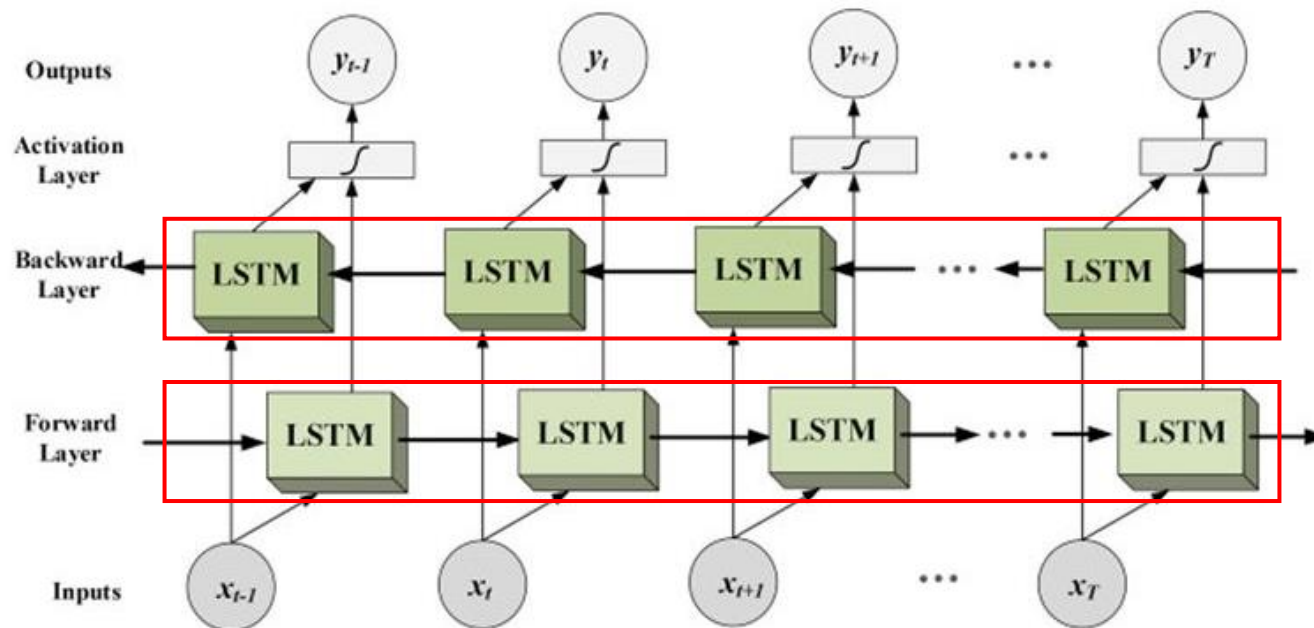 Outputs
y_{t-1} y_t y_{t+1} ... y_T
Activation
Layer
∫ ∫ ∫ ... ∫
Backward
Layer
LSTM LSTM LSTM ... LSTM
Forward
Layer
LSTM LSTM LSTM ... LSTM
Inputs
x_{t-1} x_t x_{t+1} ... x_T